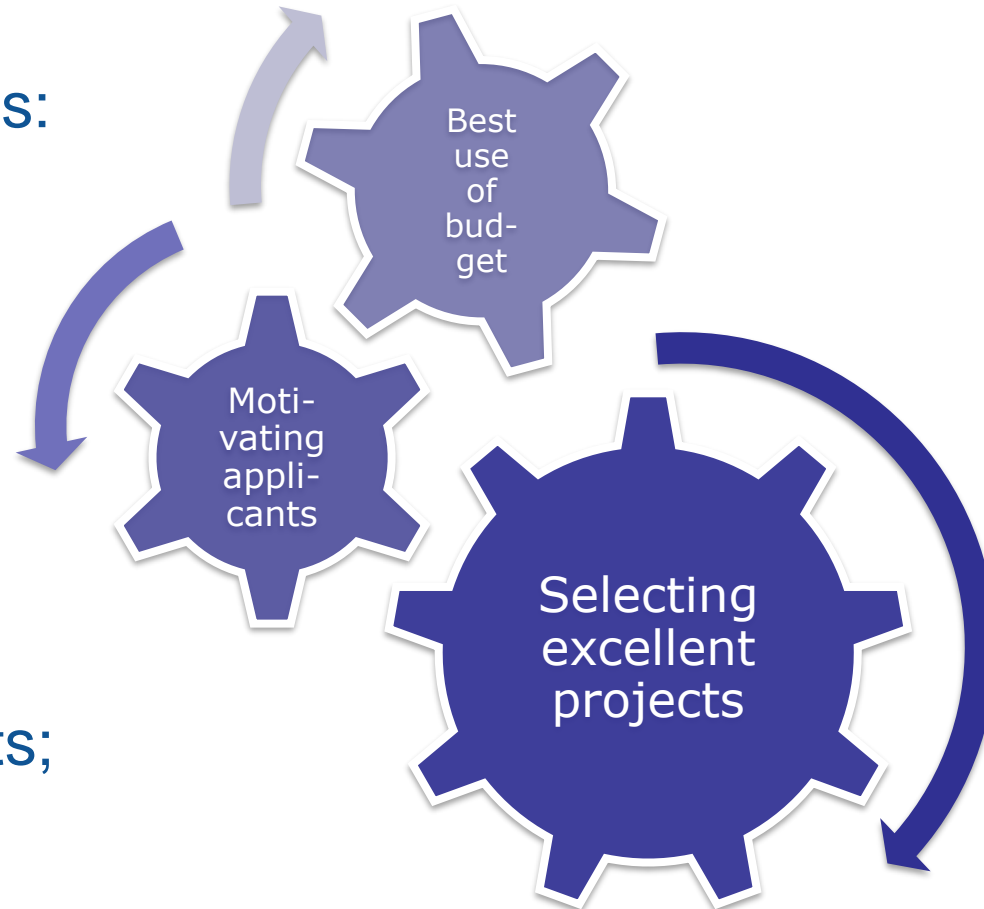 s:
Best
use
of
bud-
get
Moti-
vating
appli-
cants
Selecting
excellent
projects
ts;